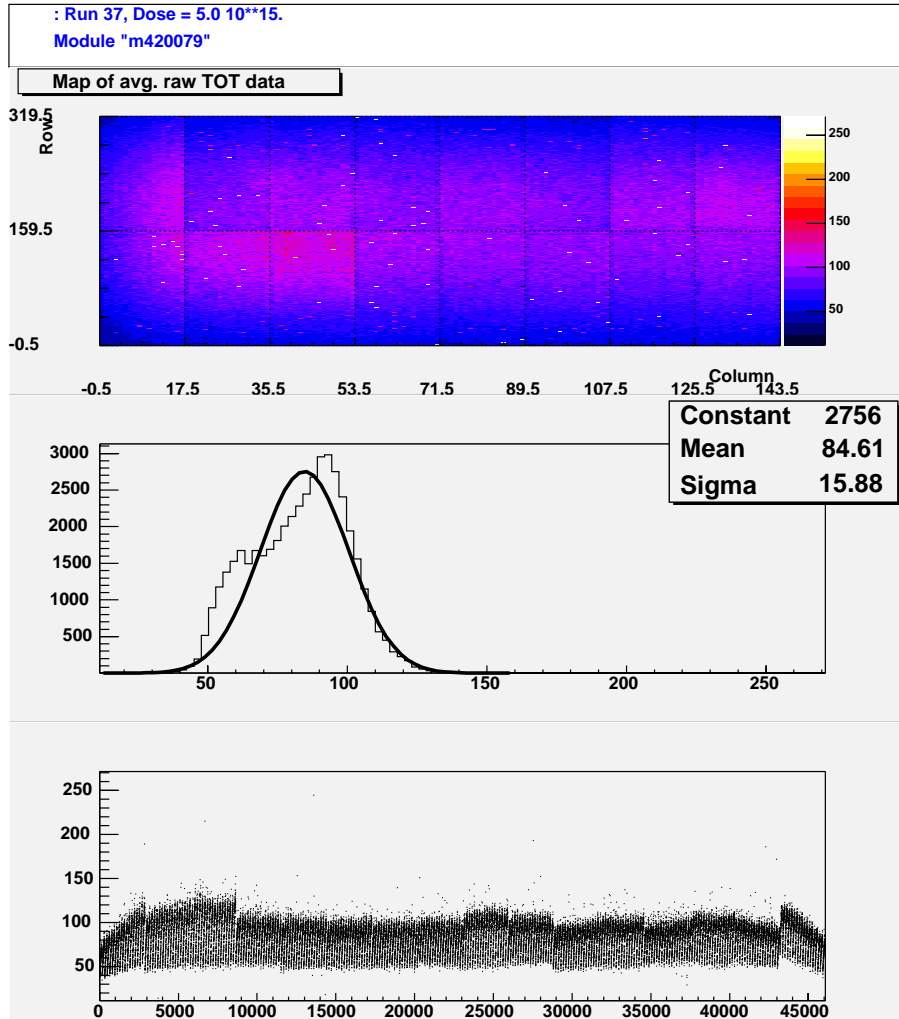 : Run 37, Dose = 5.0 10**15.
Module "m420079"
Map of avg. raw TOT data
319.5
Row
159.5
-0.5
250
200
150
100
50
Column
-0.5 17.5 35.5 53.5 71.5 89.5 107.5 125.5 143.5
Constant 2756
Mean 84.61
Sigma 15.88
3000
2500
2000
1500
1000
500
50 100 150 200 250
250
200
150
100
50
0 5000 10000 15000 20000 25000 30000 35000 40000 45000